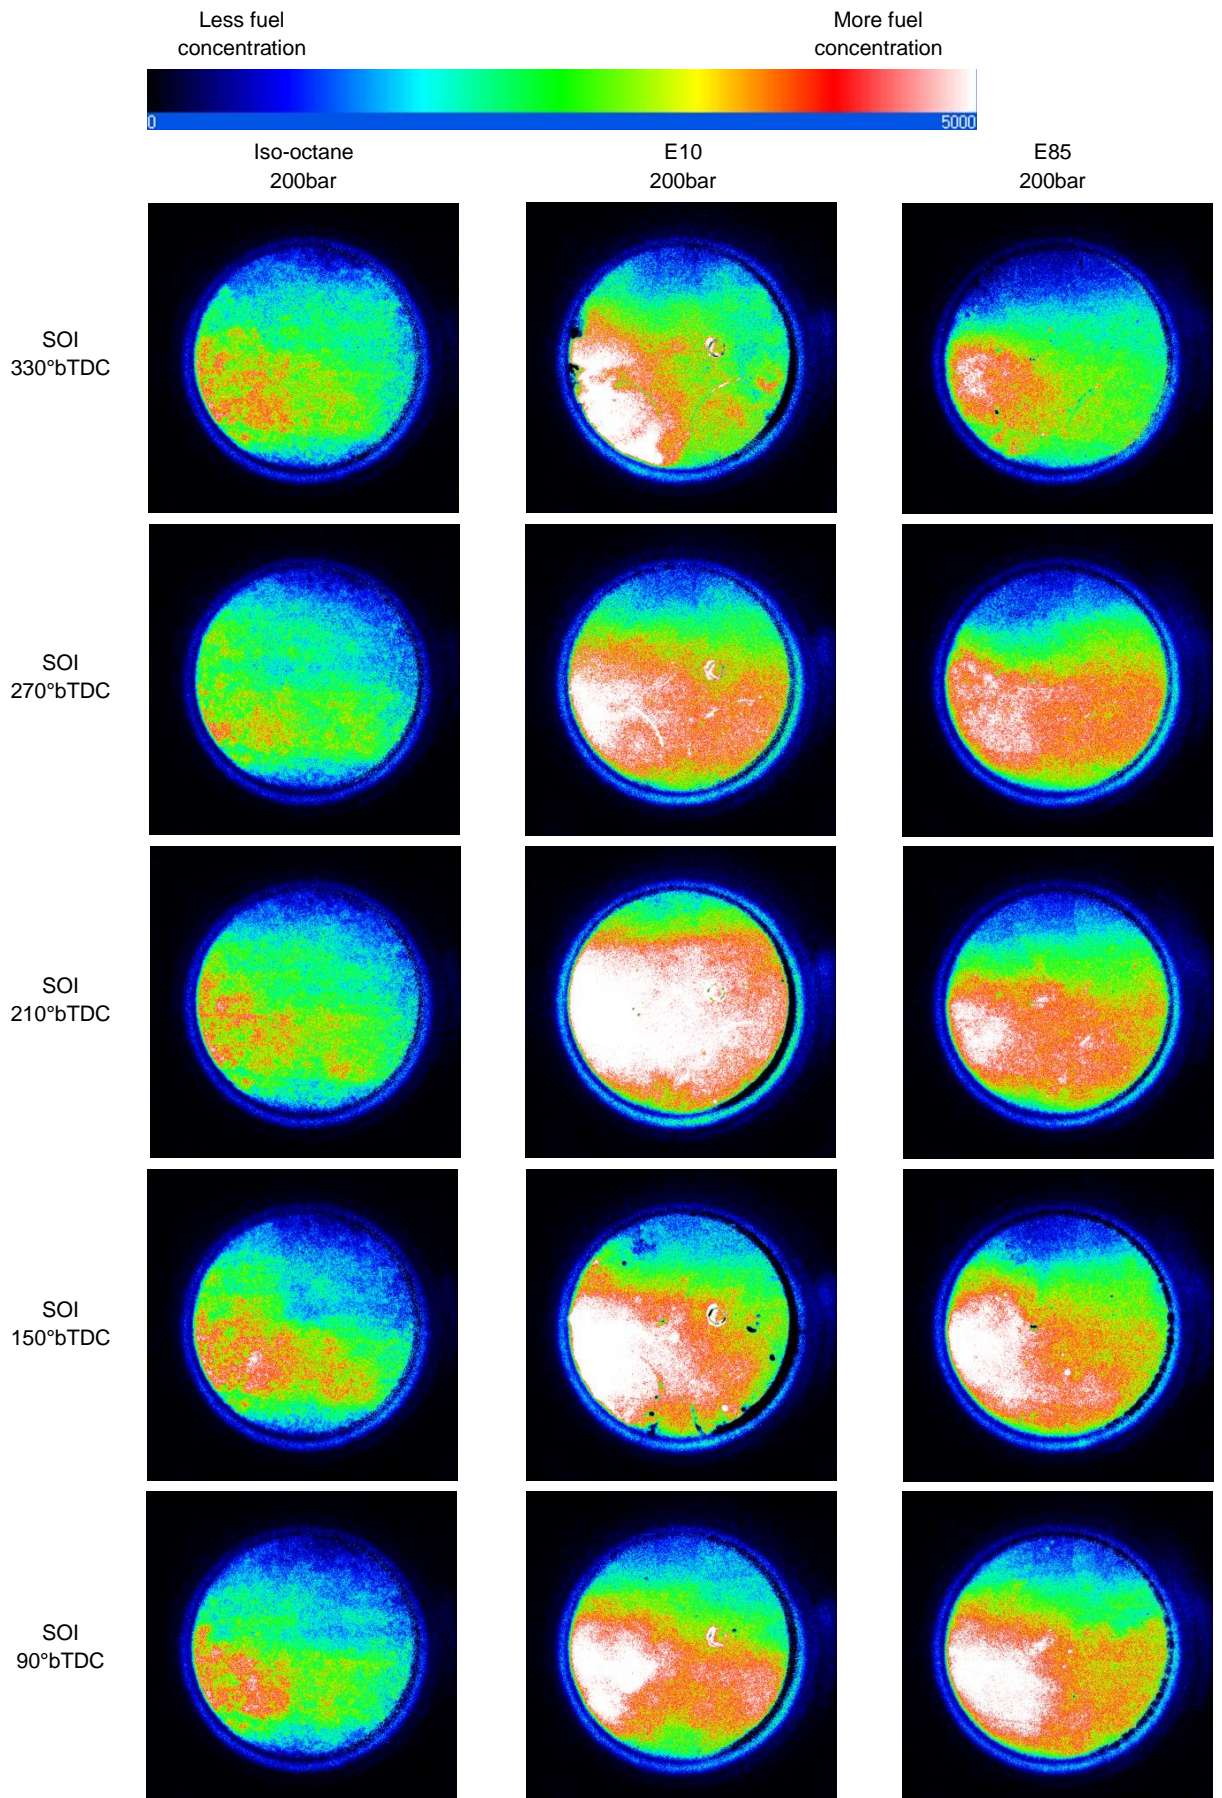 Less fuel
concentration
More fuel
concentration
0
5000
Iso-octane
200bar
E10
200bar
E85
200bar
SOI
330°bTDC
SOI
270°bTDC
SOI
210°bTDC
SOI
150°bTDC
SOI
90°bTDC